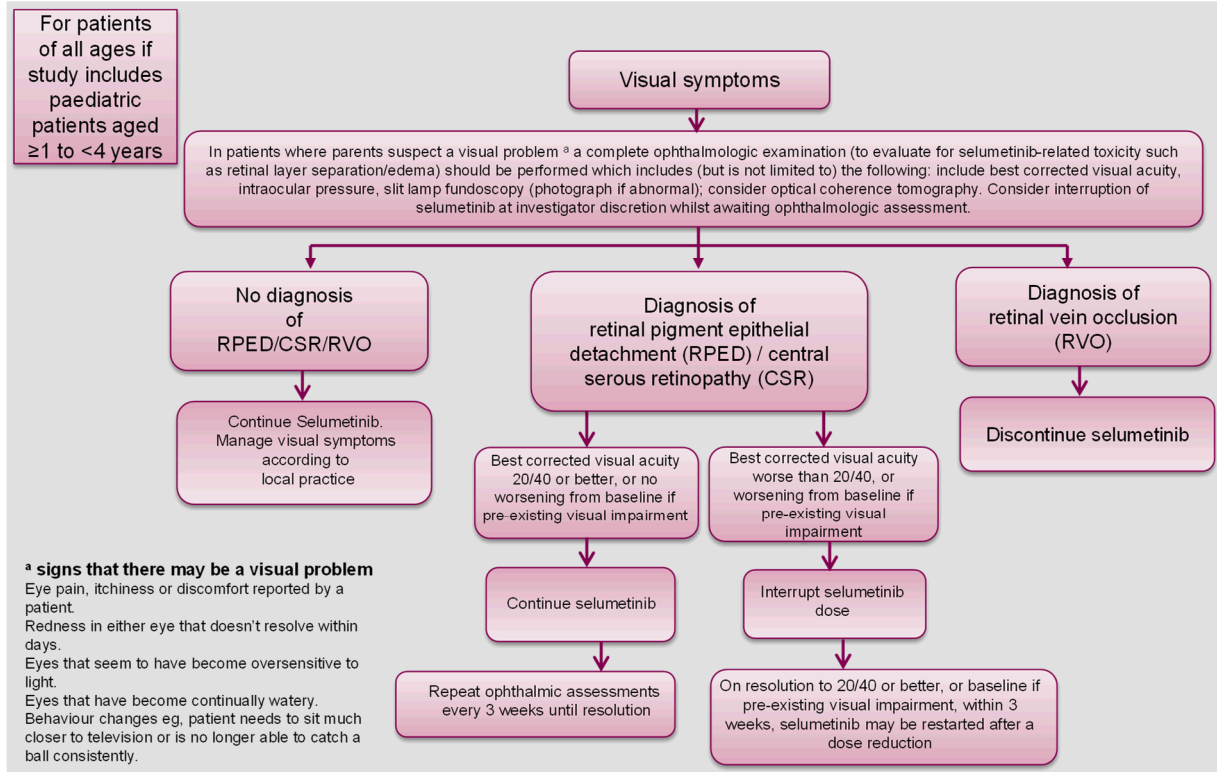 For patients
of all ages if
study includes
paediatric
patients aged
≥1 to <4 years
Visual symptoms
In patients where parents suspect a visual problem ᵃ a complete ophthalmologic examination (to evaluate for selumetinib-related toxicity such
as retinal layer separation/edema) should be performed which includes (but is not limited to) the following: include best corrected visual acuity,
intraocular pressure, slit lamp fundoscopy (photograph if abnormal); consider optical coherence tomography. Consider interruption of
selumetinib at investigator discretion whilst awaiting ophthalmologic assessment.
No diagnosis
of
RPED/CSR/RVO
Diagnosis of
retinal pigment epithelial
detachment (RPED) / central
serous retinopathy (CSR)
Diagnosis of
retinal vein occlusion
(RVO)
Continue Selumetinib.
Manage visual symptoms
according to
local practice
Discontinue selumetinib
Best corrected visual acuity
20/40 or better, or no
worsening from baseline if
pre-existing visual impairment
Best corrected visual acuity
worse than 20/40, or
worsening from baseline if
pre-existing visual
impairment
Continue selumetinib
Interrupt selumetinib
dose
Repeat ophthalmic assessments
every 3 weeks until resolution
On resolution to 20/40 or better, or baseline if
pre-existing visual impairment, within 3
weeks, selumetinib may be restarted after a
dose reduction
ᵃ signs that there may be a visual problem
Eye pain, itchiness or discomfort reported by a
patient.
Redness in either eye that doesn't resolve within
days.
Eyes that seem to have become oversensitive to
light.
Eyes that have become continually watery.
Behaviour changes eg, patient needs to sit much
closer to television or is no longer able to catch a
ball consistently.